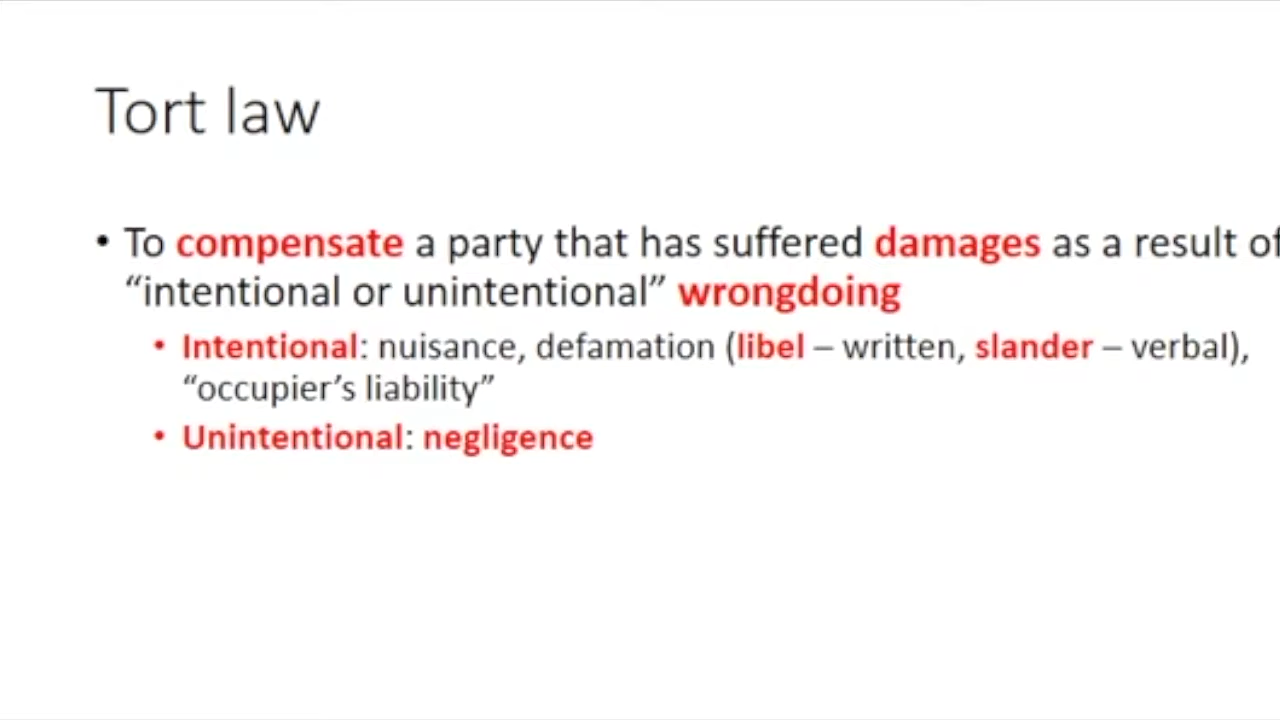 Tort law
• To compensate a party that has suffered damages as a result of
“intentional or unintentional” wrongdoing
• Intentional: nuisance, defamation (libel – written, slander – verbal),
“occupier’s liability”
• Unintentional: negligence